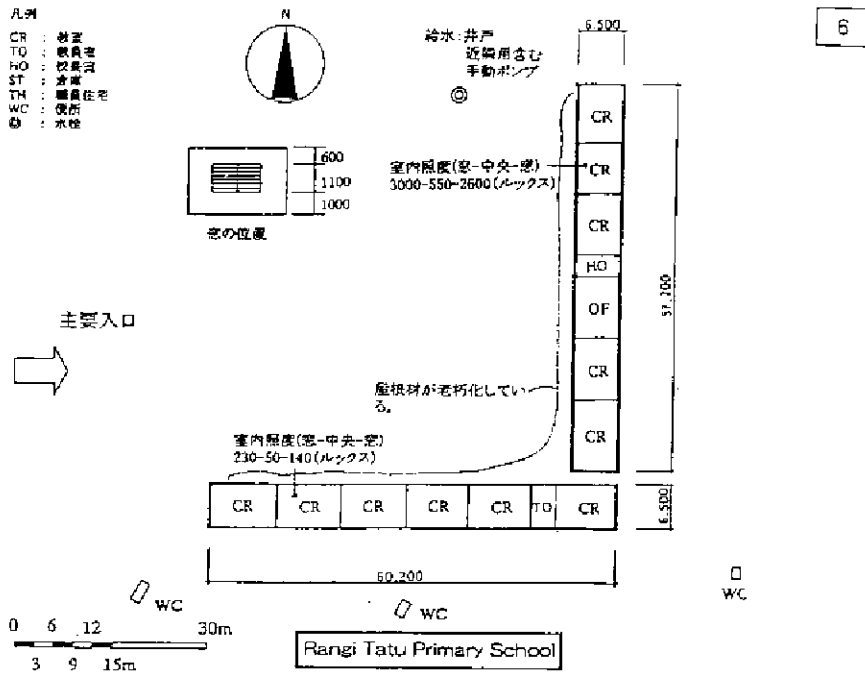 凡例
CR : 教室
TO : 教員室
HO : 校長室
ST : 倉庫
TH : 職員住宅
WC : 便所
◎ : 水栓
N
給水:井戸
近隣用含む
手動ポンプ
6.500
6
CR
室内照度(窓-中央-窓)
3000-550-2600(ルックス)
CR
600
1100
1000
窓の位置
CR
HO
OF
主要入口
CR
屋根材が老朽化してい
る。
CR
室内照度(窓-中央-窓)
230-50-140(ルックス)
CR CR CR CR CR TO CR
6.500
60.200
WC
WC
WC
0 6 12 30m
3 9 15m
Rangi Tatu Primary School